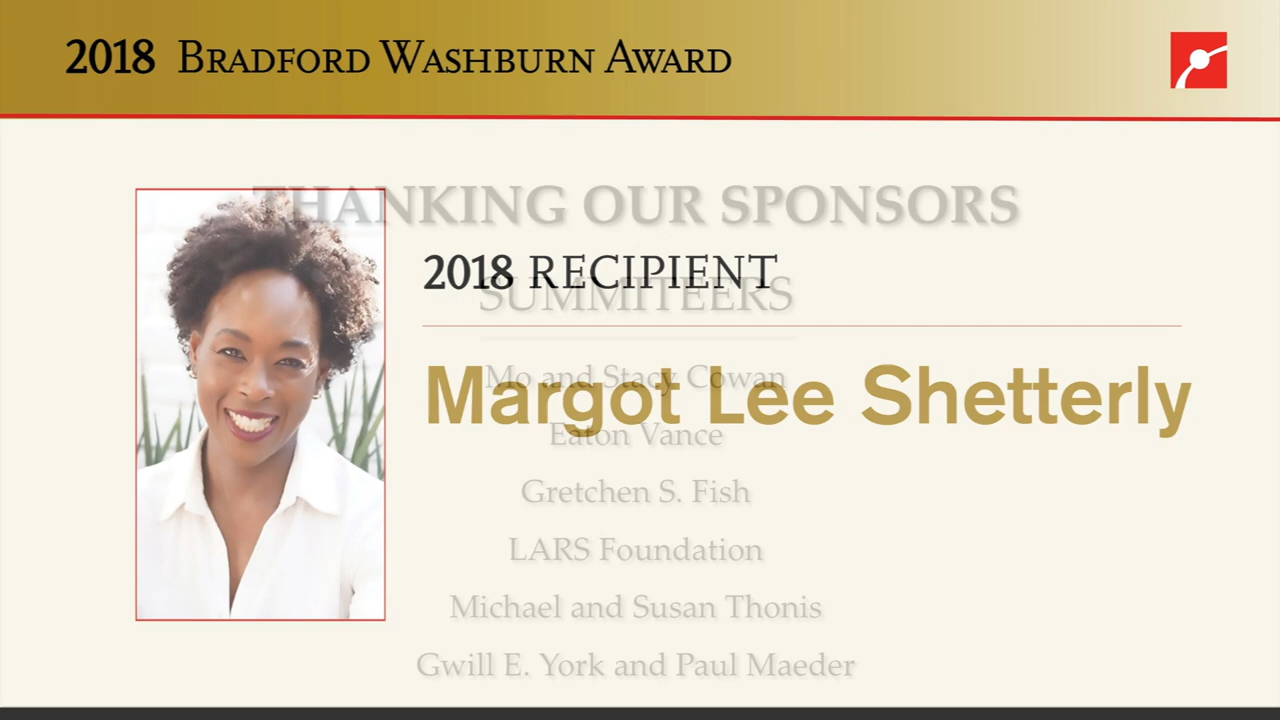 2018 BRADFORD WASHBURN AWARD
THANKING OUR SPONSORS
2018 RECIPIENT
SUMMITEERS
Mo and Stacy Cowan
Margot Lee Shetterly
Eaton Vance
Gretchen S. Fish
LARS Foundation
Michael and Susan Thonis
Gwill E. York and Paul Maeder